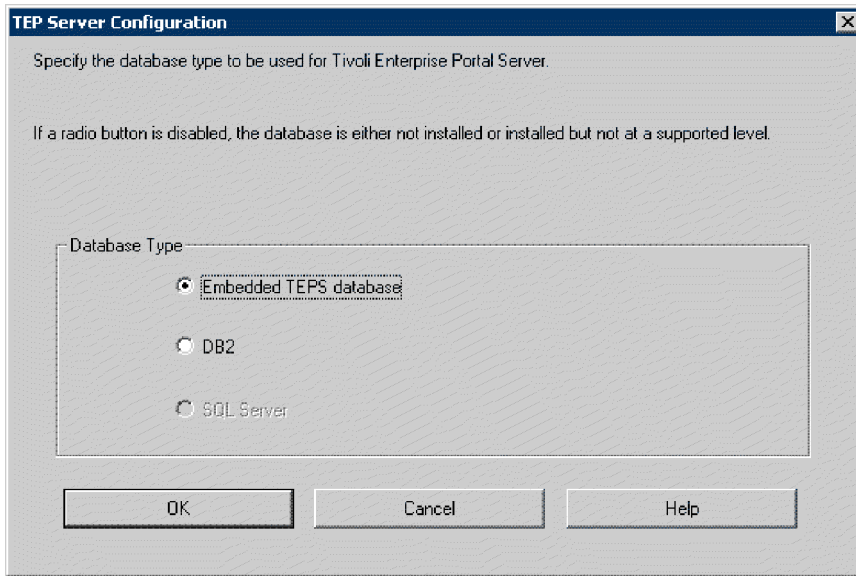 TEP Server Configuration
Specify the database type to be used for Tivoli Enterprise Portal Server.
If a radio button is disabled, the database is either not installed or installed but not at a supported level.
Database Type
Embedded TEPS database
DB2
SQL Server
OK Cancel Help